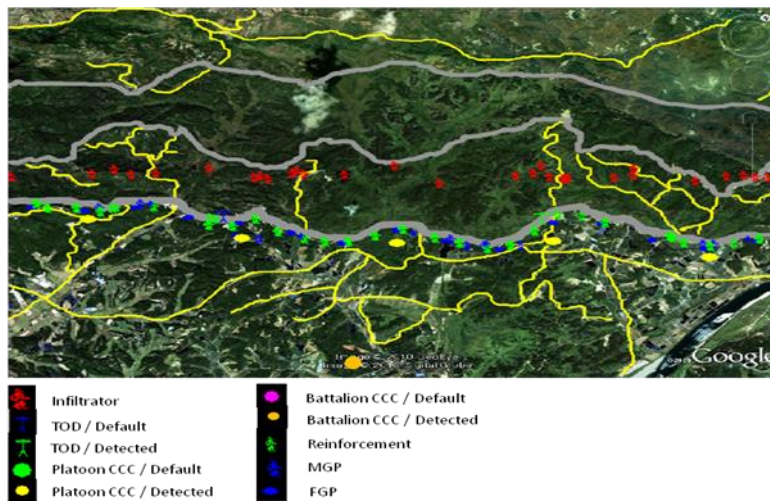 Google
Infiltrator
TOD / Default
TOD / Detected
Platoon CCC / Default
Platoon CCC / Detected
Battalion CCC / Default
Battalion CCC / Detected
Reinforcement
MGP
FGP